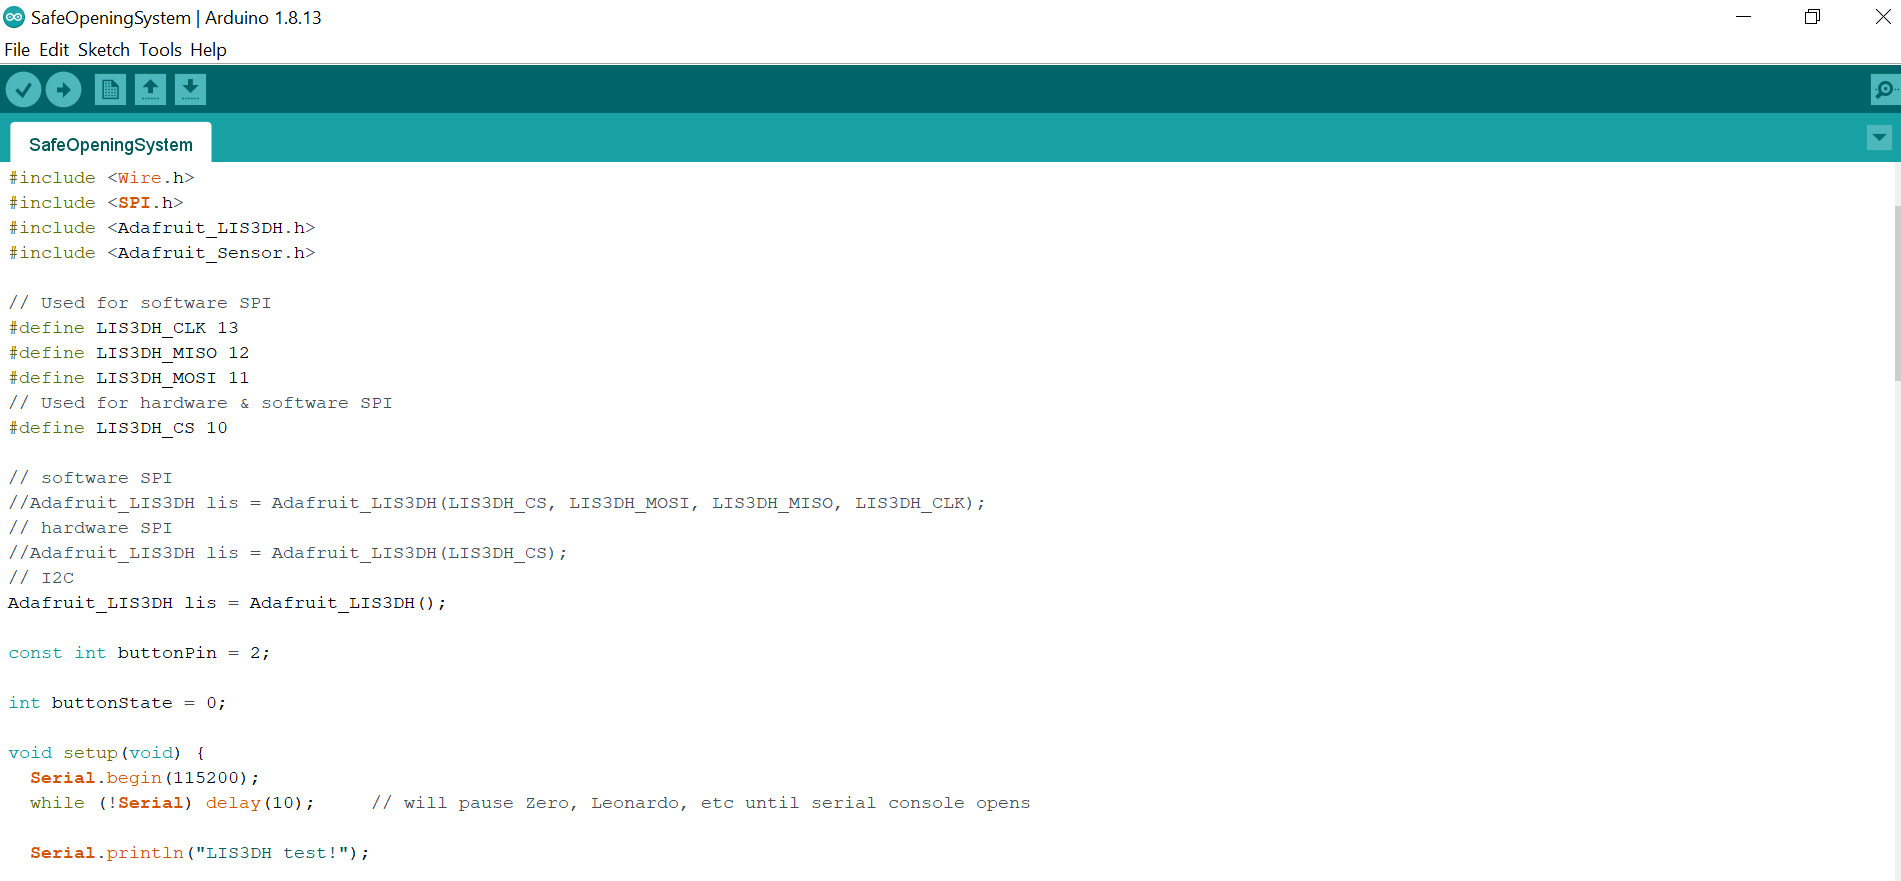 SafeOpeningSystem | Arduino 1.8.13
File Edit Sketch Tools Help
SafeOpeningSystem
#include <Wire.h>
#include <SPI.h>
#include <Adafruit_LIS3DH.h>
#include <Adafruit_Sensor.h>
// Used for software SPI
#define LIS3DH_CLK 13
#define LIS3DH_MISO 12
#define LIS3DH_MOSI 11
// Used for hardware & software SPI
#define LIS3DH_CS 10
// software SPI
//Adafruit_LIS3DH lis = Adafruit_LIS3DH(LIS3DH_CS, LIS3DH_MOSI, LIS3DH_MISO, LIS3DH_CLK);
// hardware SPI
//Adafruit_LIS3DH lis = Adafruit_LIS3DH(LIS3DH_CS);
// I2C
Adafruit_LIS3DH lis = Adafruit_LIS3DH();
const int buttonPin = 2;
int buttonState = 0;
void setup(void) {
  Serial.begin(115200);
  while (!Serial) delay(10);     // will pause Zero, Leonardo, etc until serial console opens
  Serial.println("LIS3DH test!");